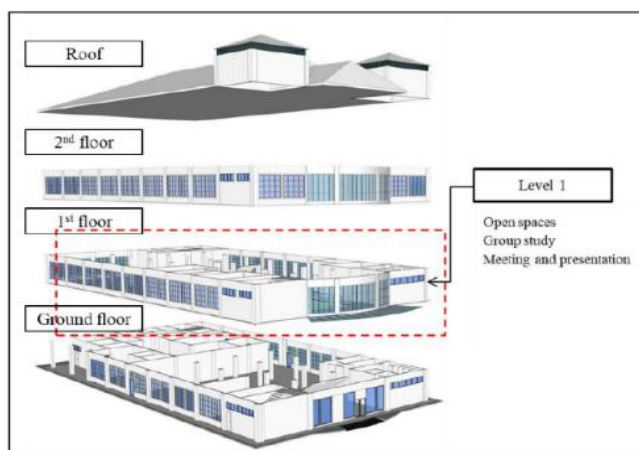 Roof
2nd floor
1st floor
Level 1
Open spaces
Group study
Meeting and presentation
Ground floor